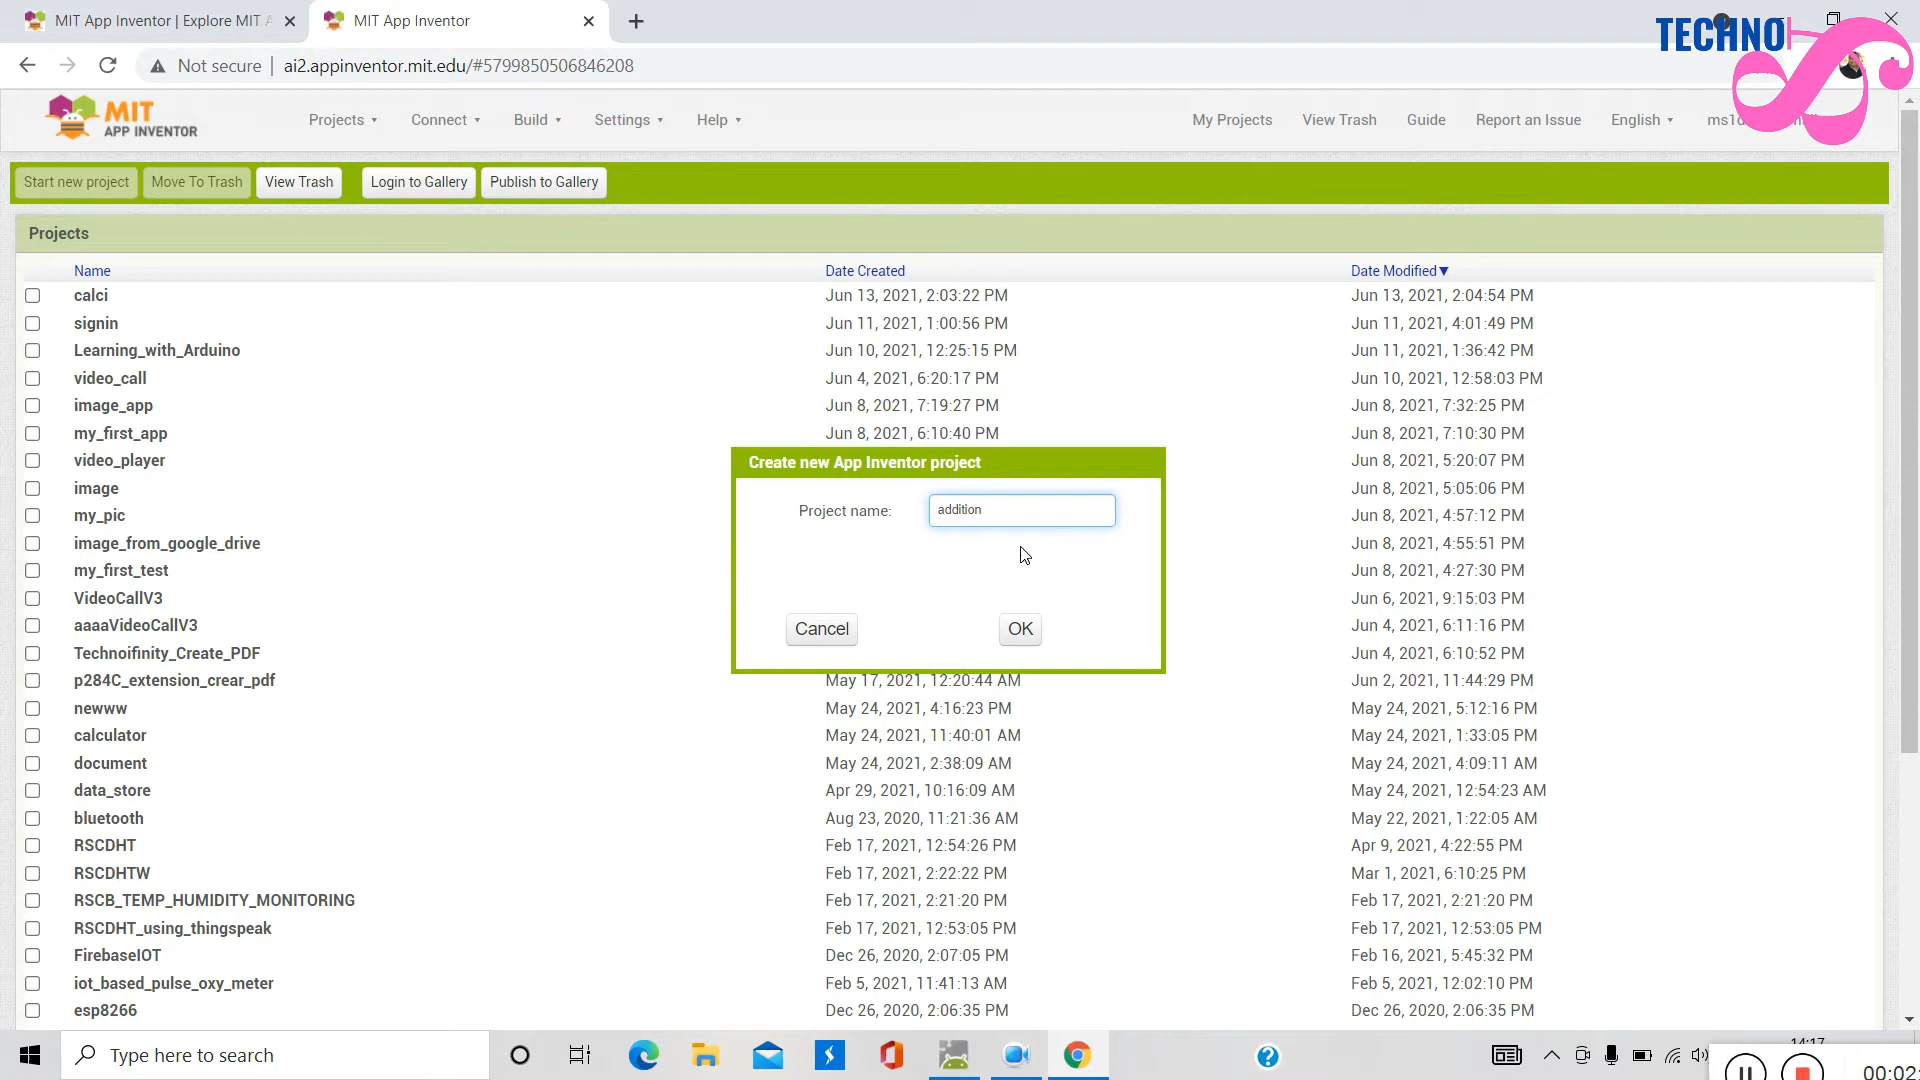 MIT App Inventor | Explore MIT A
MIT App Inventor
TECHNO
Not secure
ai2.appinventor.mit.edu/#5799850506846208
MIT
APP INVENTOR
Projects
Connect
Build
Settings
Help
My Projects
View Trash
Guide
Report an Issue
English
Start new project
Move To Trash
View Trash
Login to Gallery
Publish to Gallery
Projects
Name Date Created Date Modified
calci Jun 13, 2021, 2:03:22 PM Jun 13, 2021, 2:04:54 PM
signin Jun 11, 2021, 1:00:56 PM Jun 11, 2021, 4:01:49 PM
Learning_with_Arduino Jun 10, 2021, 12:25:15 PM Jun 11, 2021, 1:36:42 PM
video_call Jun 4, 2021, 6:20:17 PM Jun 10, 2021, 12:58:03 PM
image_app Jun 8, 2021, 7:19:27 PM Jun 8, 2021, 7:32:25 PM
my_first_app Jun 8, 2021, 6:10:40 PM Jun 8, 2021, 7:10:30 PM
video_player Jun 8, 2021, 5:20:07 PM
image Jun 8, 2021, 5:05:06 PM
my_pic Jun 8, 2021, 4:57:12 PM
image_from_google_drive Jun 8, 2021, 4:55:51 PM
my_first_test Jun 8, 2021, 4:27:30 PM
VideoCallV3 Jun 6, 2021, 9:15:03 PM
aaaaVideoCallV3 Jun 4, 2021, 6:11:16 PM
Technoifinity_Create_PDF Jun 4, 2021, 6:10:52 PM
p284C_extension_crear_pdf May 17, 2021, 12:20:44 AM Jun 2, 2021, 11:44:29 PM
newww May 24, 2021, 4:16:23 PM May 24, 2021, 5:12:16 PM
calculator May 24, 2021, 11:40:01 AM May 24, 2021, 1:33:05 PM
document May 24, 2021, 2:38:09 AM May 24, 2021, 4:09:11 AM
data_store Apr 29, 2021, 10:16:09 AM May 24, 2021, 12:54:23 AM
bluetooth Aug 23, 2020, 11:21:36 AM May 22, 2021, 1:22:05 AM
RSCDHT Feb 17, 2021, 12:54:26 PM Apr 9, 2021, 4:22:55 PM
RSCDHTW Feb 17, 2021, 2:22:22 PM Mar 1, 2021, 6:10:25 PM
RSCB_TEMP_HUMIDITY_MONITORING Feb 17, 2021, 2:21:20 PM Feb 17, 2021, 2:21:20 PM
RSCDHT_using_thingspeak Feb 17, 2021, 12:53:05 PM Feb 17, 2021, 12:53:05 PM
FirebaseIOT Dec 26, 2020, 2:07:05 PM Feb 16, 2021, 5:45:32 PM
iot_based_pulse_oxy_meter Feb 5, 2021, 11:41:13 AM Feb 5, 2021, 12:02:10 PM
esp8266 Dec 26, 2020, 2:06:35 PM Dec 26, 2020, 2:06:35 PM
Create new App Inventor project
Project name: addition
Cancel
OK
Type here to search
14:17
00:02